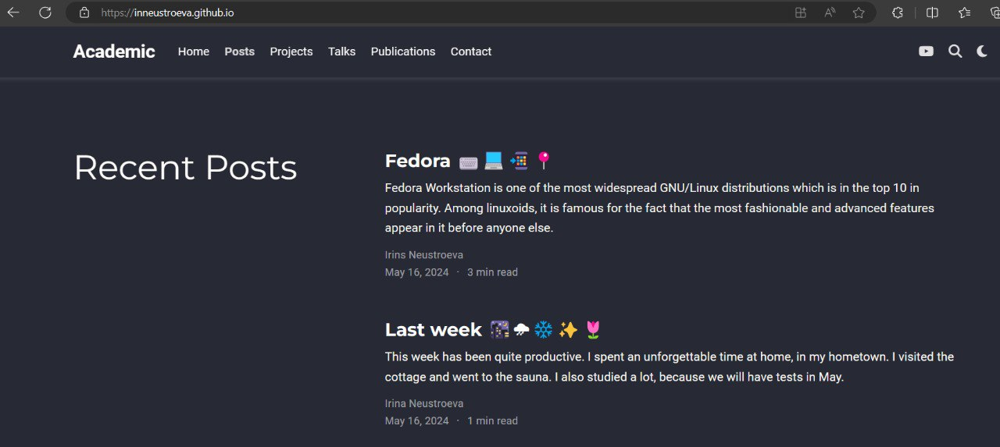 https://inneustroeva.github.io
Academic Home Posts Projects Talks Publications Contact
Recent Posts
Fedora
Fedora Workstation is one of the most widespread GNU/Linux distributions which is in the top 10 in
popularity. Among linuxoids, it is famous for the fact that the most fashionable and advanced features
appear in it before anyone else.
Irins Neustroeva
May 16, 2024 · 3 min read
Last week
This week has been quite productive. I spent an unforgettable time at home, in my hometown. I visited the
cottage and went to the sauna. I also studied a lot, because we will have tests in May.
Irina Neustroeva
May 16, 2024 · 1 min read